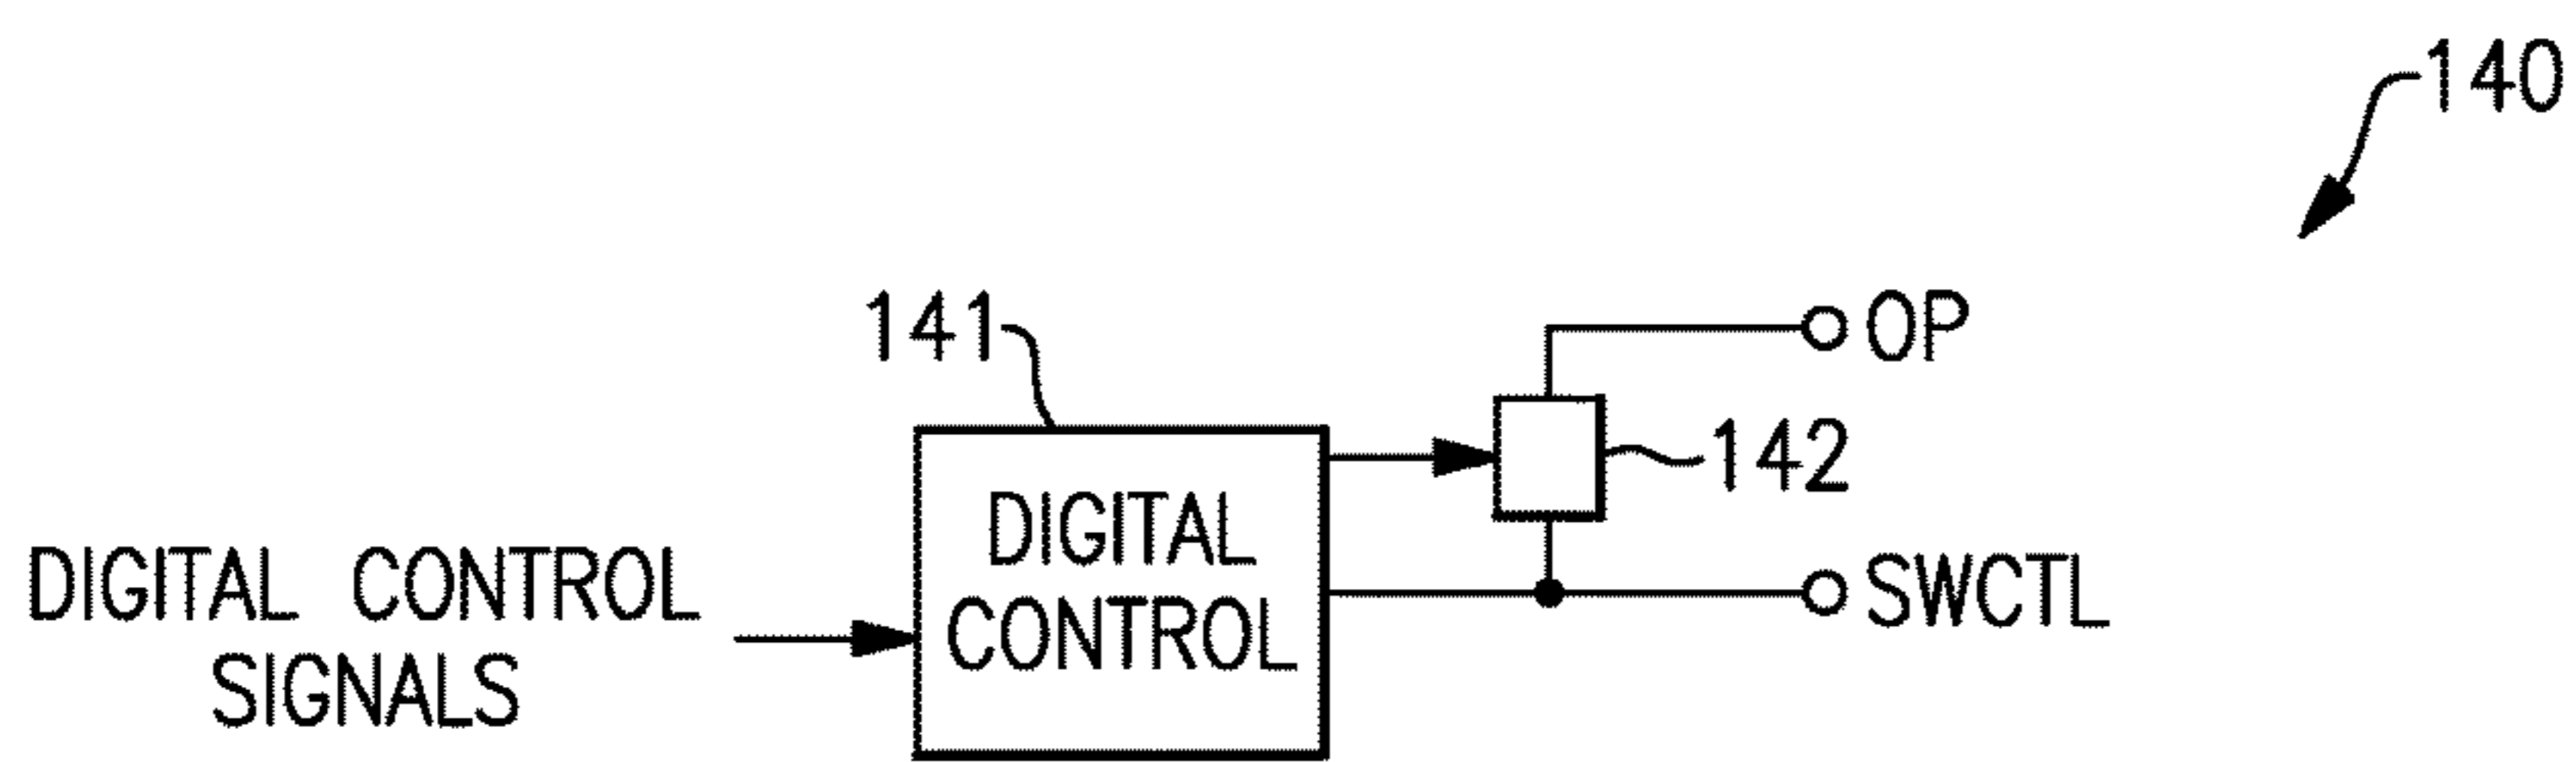 140
141
OP
142
DIGITAL
CONTROL
SWCTL
DIGITAL CONTROL
SIGNALS